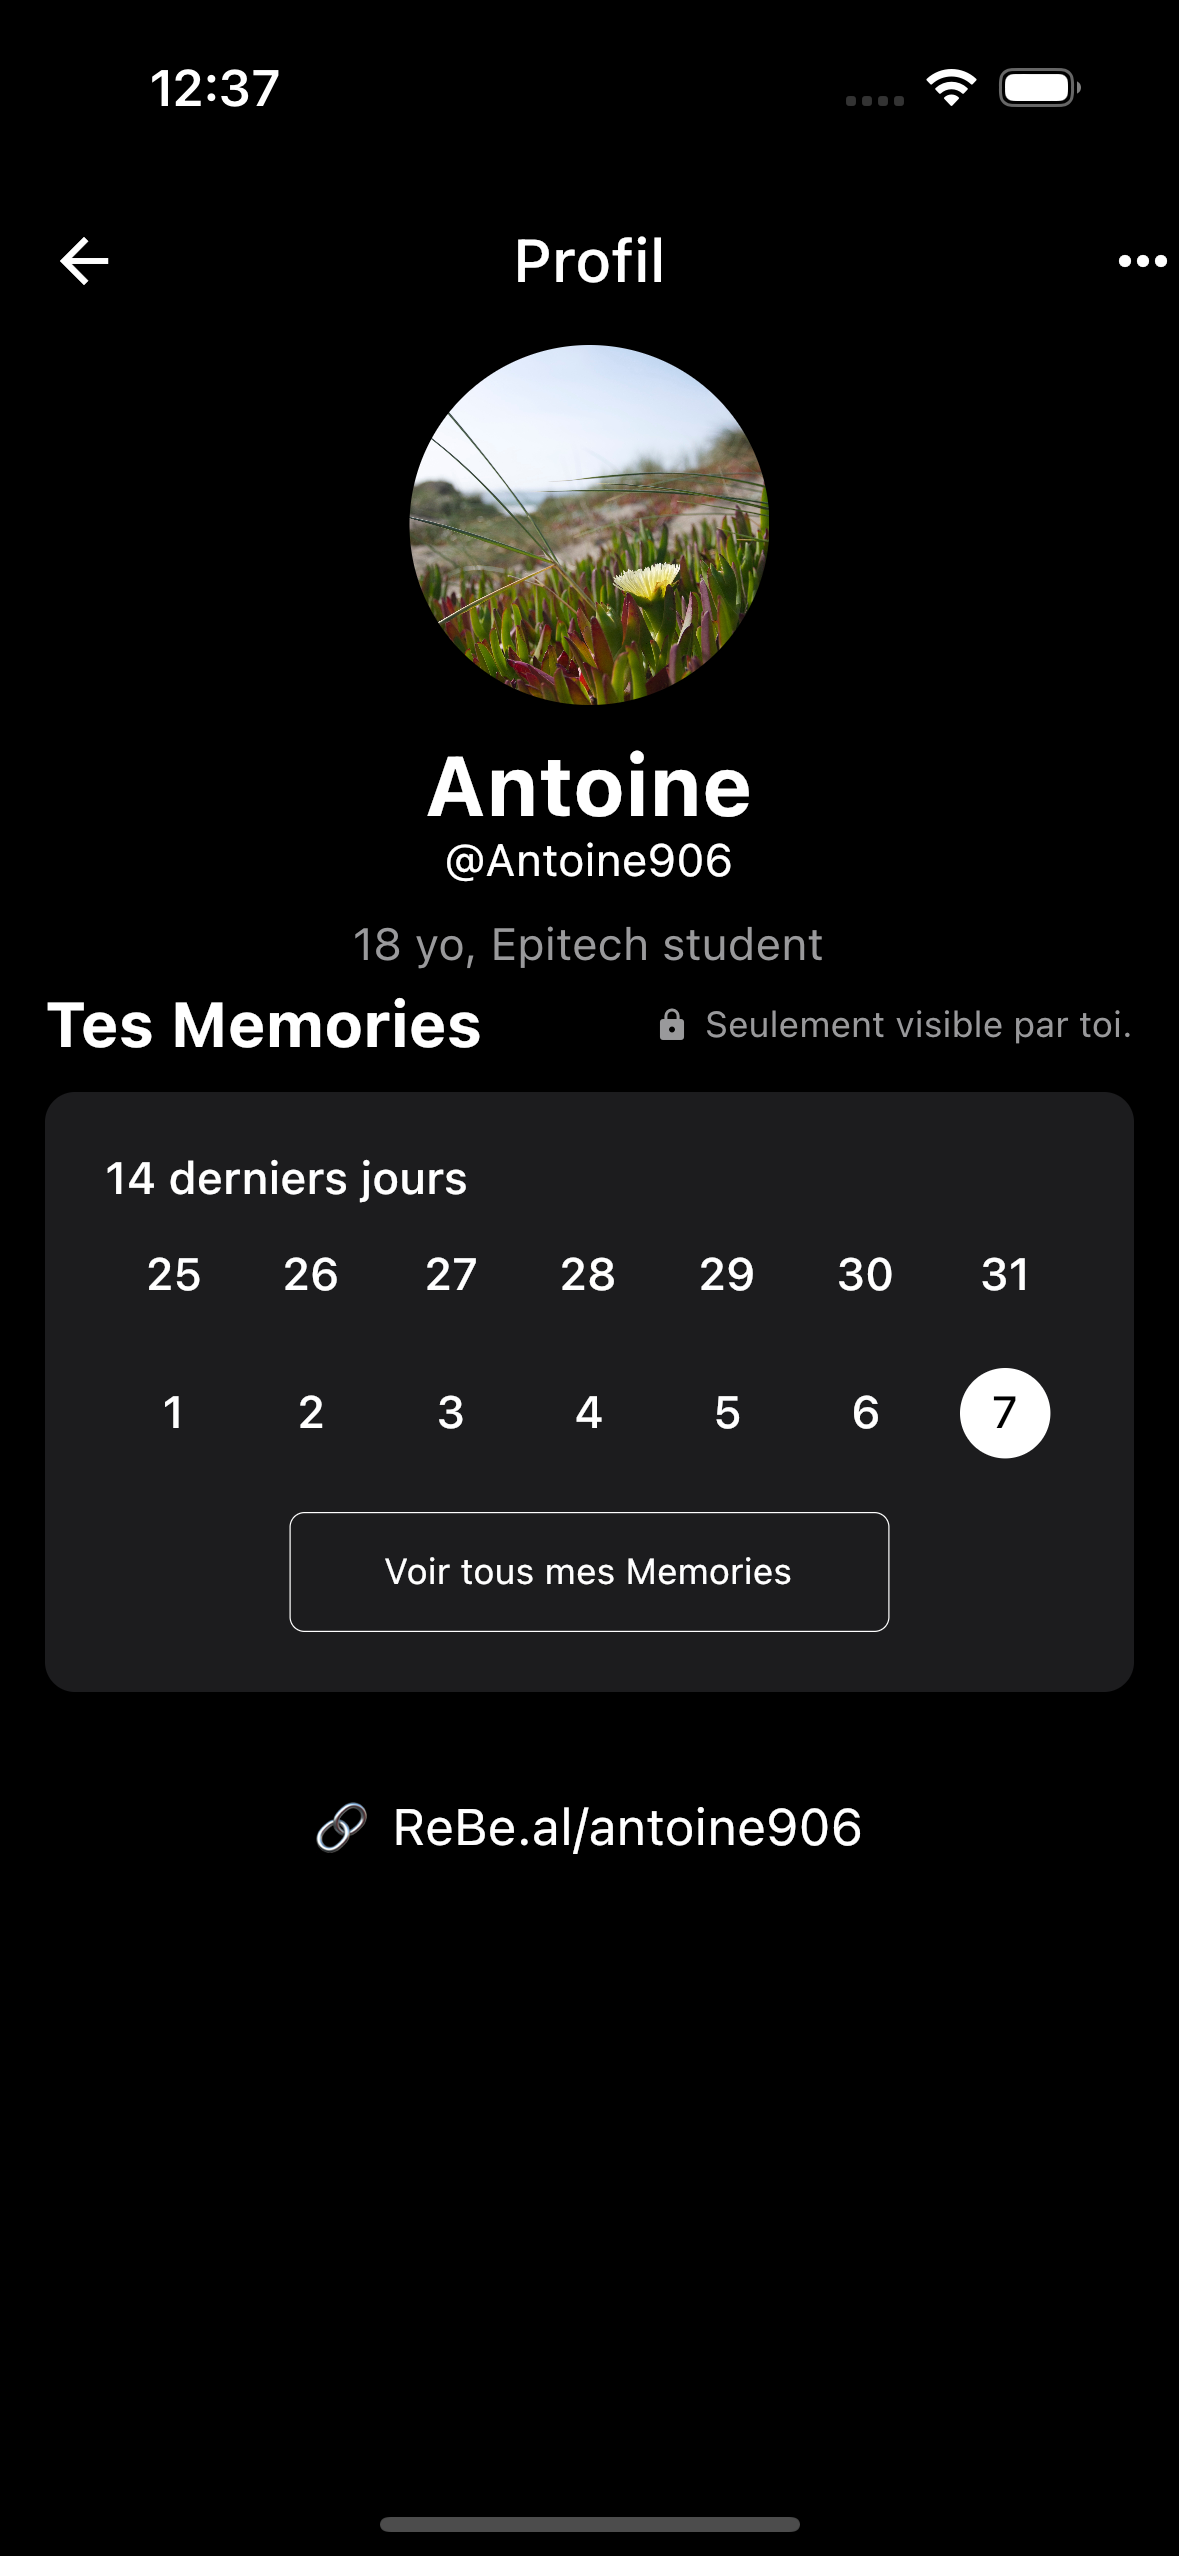 12:37
Profil
Antoine
@Antoine906
18 yo, Epitech student
Tes Memories
Seulement visible par toi.
14 derniers jours
25 26 27 28 29 30 31
1 2 3 4 5 6 7
Voir tous mes Memories
ReBe.al/antoine906